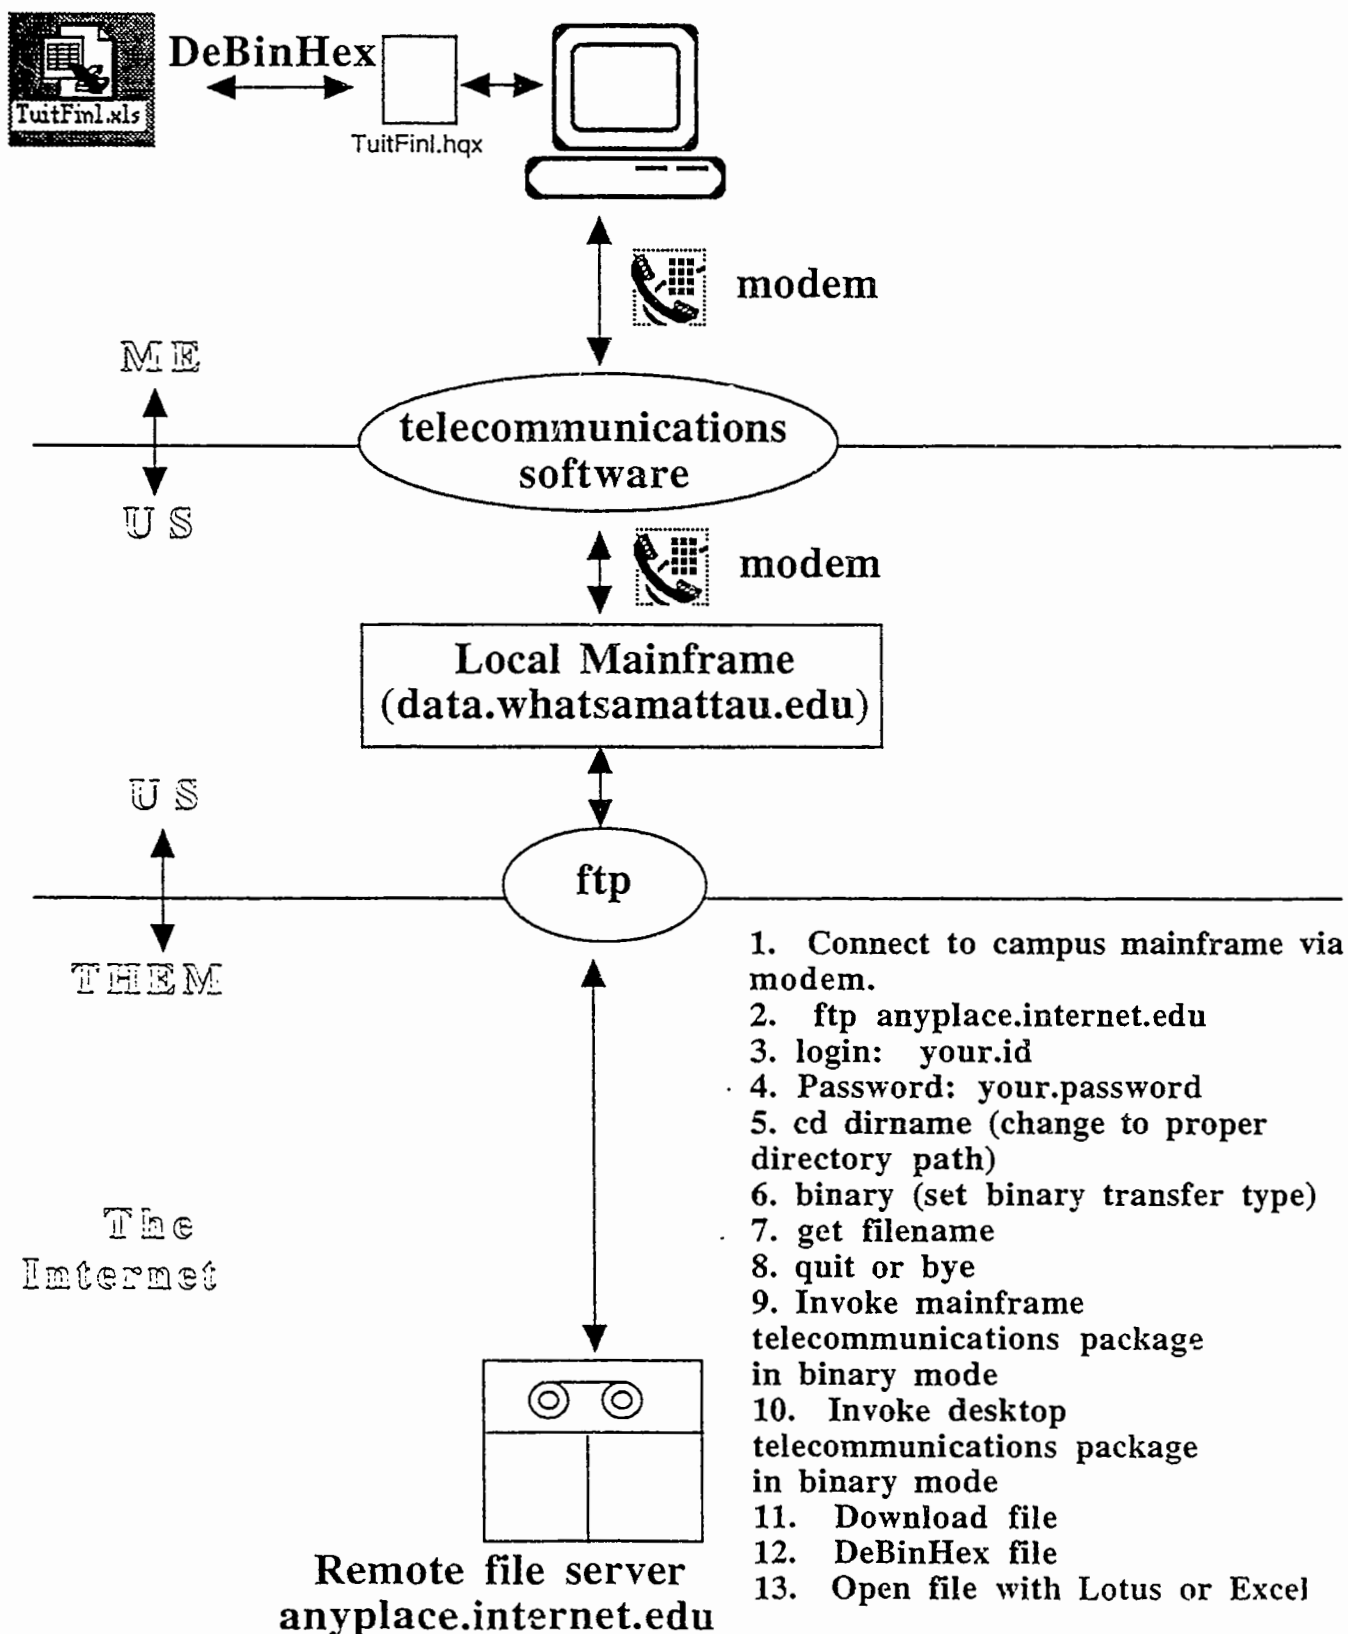 DeBinHex
TuitFinl.xls
TuitFinl.hqx
modem
ME
telecommunications
software
US
modem
Local Mainframe
(data.whatsamattau.edu)
US
ftp
THEM
1. Connect to campus mainframe via
modem.
2. ftp anyplace.internet.edu
3. login: your.id
4. Password: your.password
5. cd dirname (change to proper
directory path)
6. binary (set binary transfer type)
7. get filename
8. quit or bye
9. Invoke mainframe
telecommunications package
in binary mode
10. Invoke desktop
telecommunications package
in binary mode
11. Download file
12. DeBinHex file
13. Open file with Lotus or Excel
The
Internet
Remote file server
anyplace.internet.edu